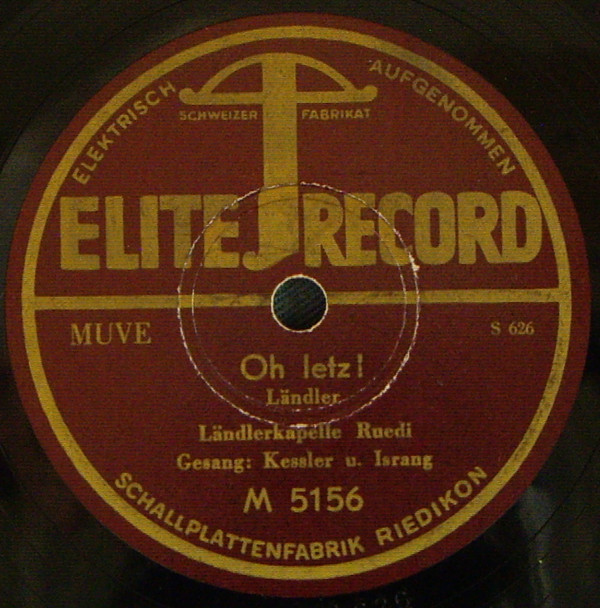 ELEKTRISCH AUFGENOMMEN
SCHWEIZER FABRIKAT
ELITE RECORD
MUVE
S 626
Oh letz!
Ländler
Ländlerkapelle Ruedi
Gesang: Kessler u. Israng
M 5156
SCHALLPLATTENFABRIK RIEDIKON